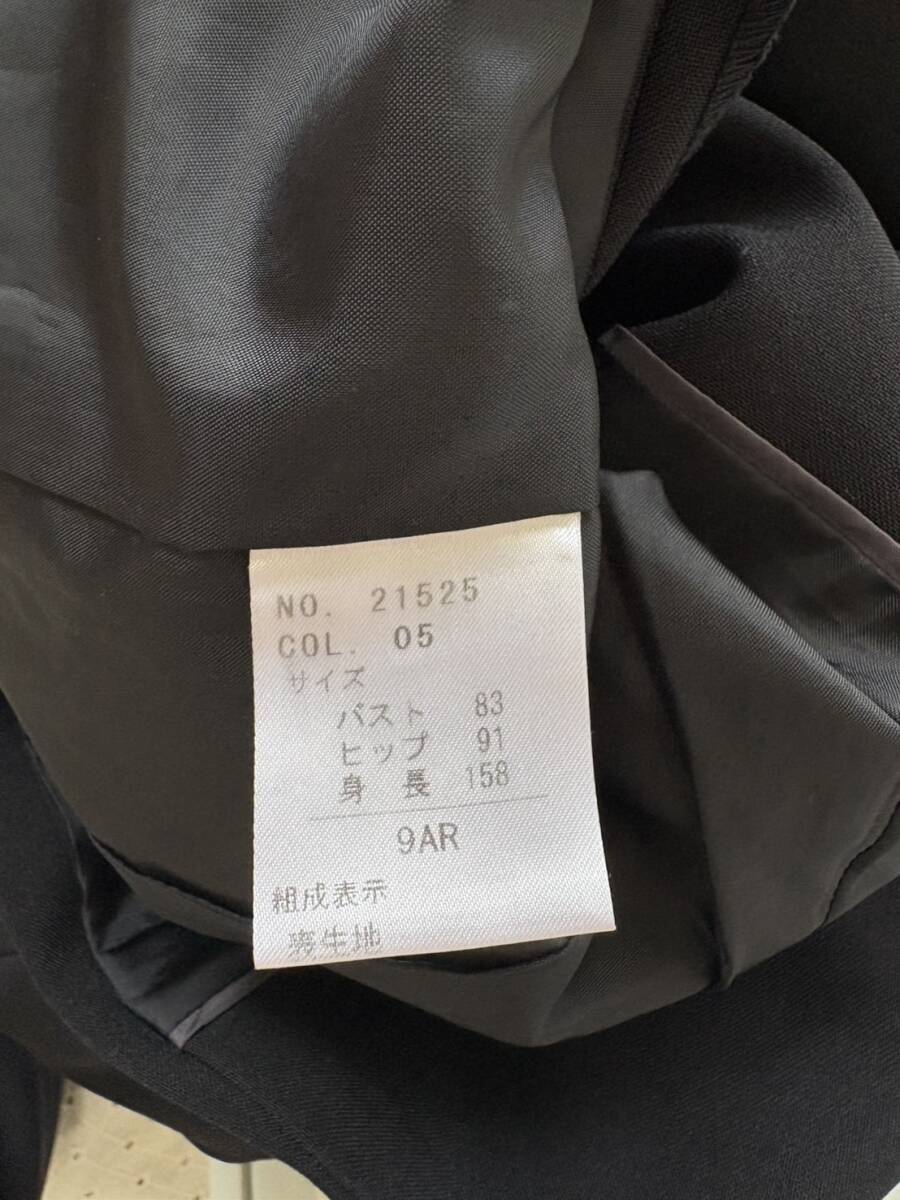 NO. 21525
COL. 05
サイズ
バスト 83
ヒップ 91
身長 158
9AR
組成表示
表生地